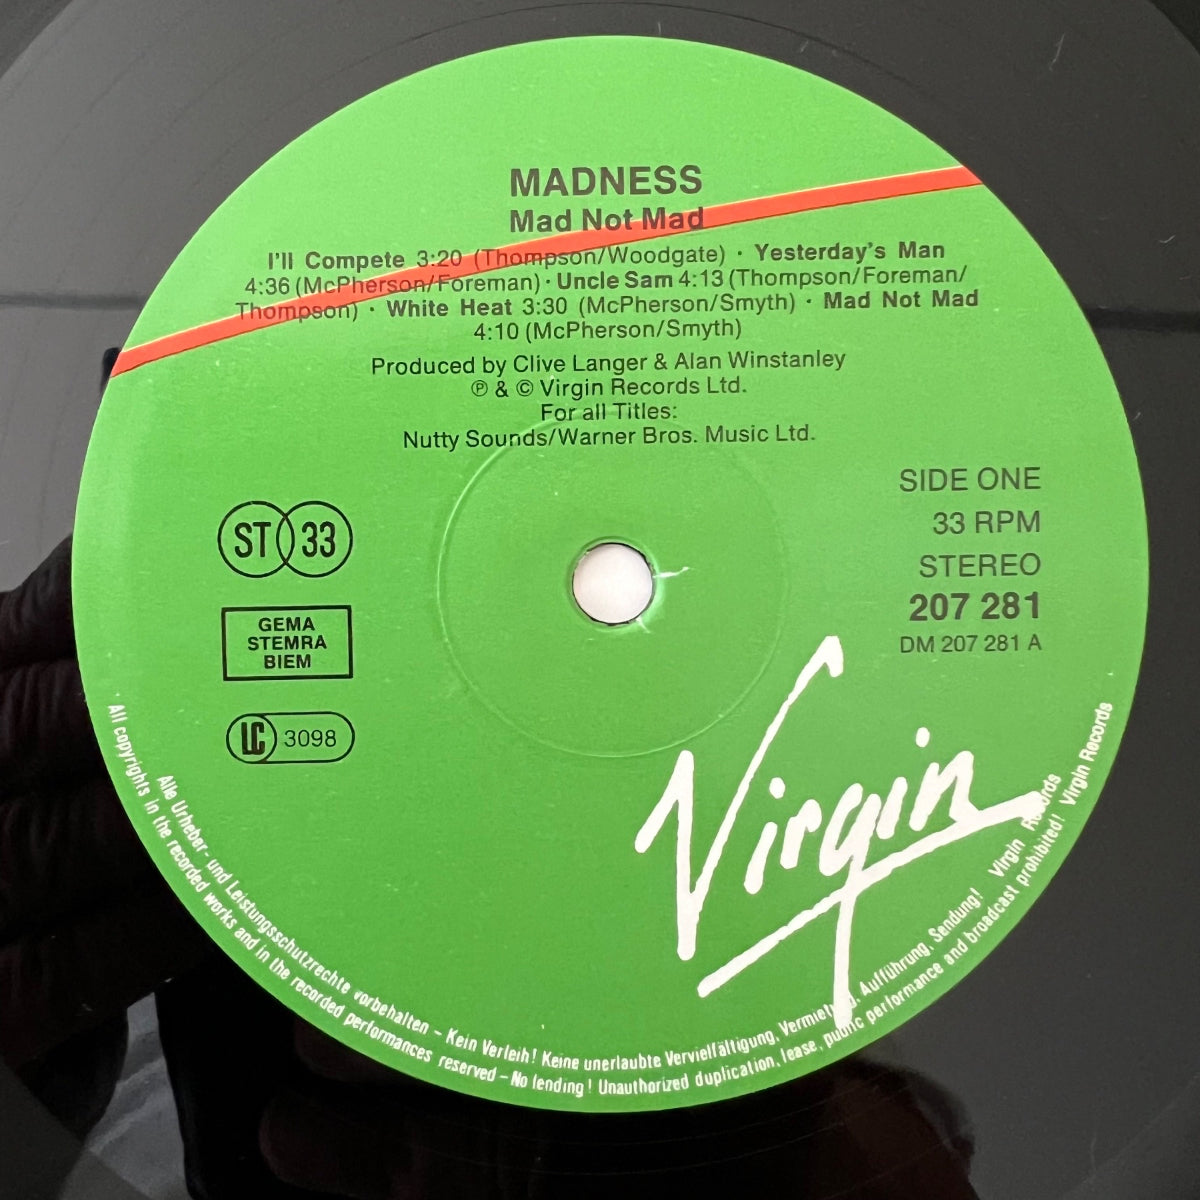 MADNESS
Mad Not Mad
I'll Compete 3:20 (Thompson/Woodgate) · Yesterday's Man
4:36 (McPherson/Foreman) · Uncle Sam 4:13 (Thompson/Foreman/
Thompson) · White Heat 3:30 (McPherson/Smyth) · Mad Not Mad
4:10 (McPherson/Smyth)
Produced by Clive Langer & Alan Winstanley
℗ & © Virgin Records Ltd.
For all Titles:
Nutty Sounds/Warner Bros. Music Ltd.
SIDE ONE
33 RPM
STEREO
207 281
DM 207 281 A
ST 33
GEMA
STEMRA
BIEM
LC 3098
Virgin
Alle Urheber- und Leistungsschutzrechte vorbehalten – Kein Verleih! Keine unerlaubte Vervielfältigung, Vermietung, Aufführung, Sendung! Virgin Records
All copyrights in the recorded works and in the recorded performances reserved – No lending! Unauthorized duplication, lease, public performance and broadcast prohibited! Virgin Records